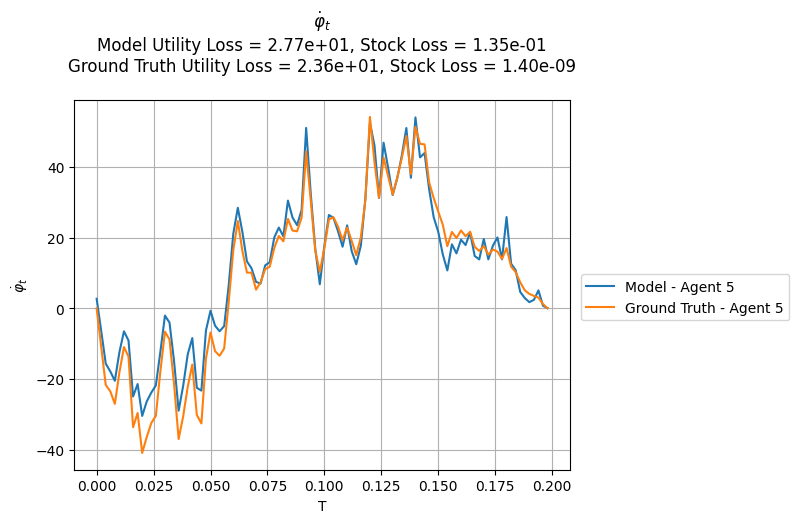 φ̇ₜ
Model Utility Loss = 2.77e+01, Stock Loss = 1.35e-01
Ground Truth Utility Loss = 2.36e+01, Stock Loss = 1.40e-09
40
20
0
−20
−40
φ̇ₜ
0.000 0.025 0.050 0.075 0.100 0.125 0.150 0.175 0.200
T
Model - Agent 5
Ground Truth - Agent 5